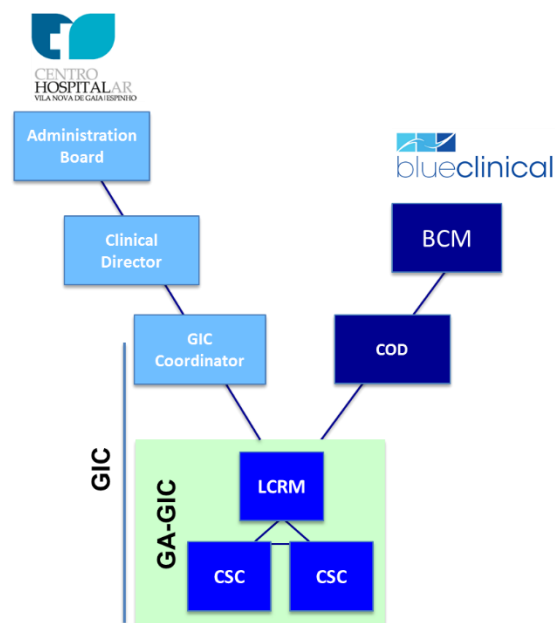 CENTRO
HOSPITALAR
VILA NOVA DE GAIA|ESPINHO
Administration
Board
blueclinical
Clinical
Director
BCM
GIC
Coordinator
COD
GIC
GA-GIC
LCRM
CSC
CSC